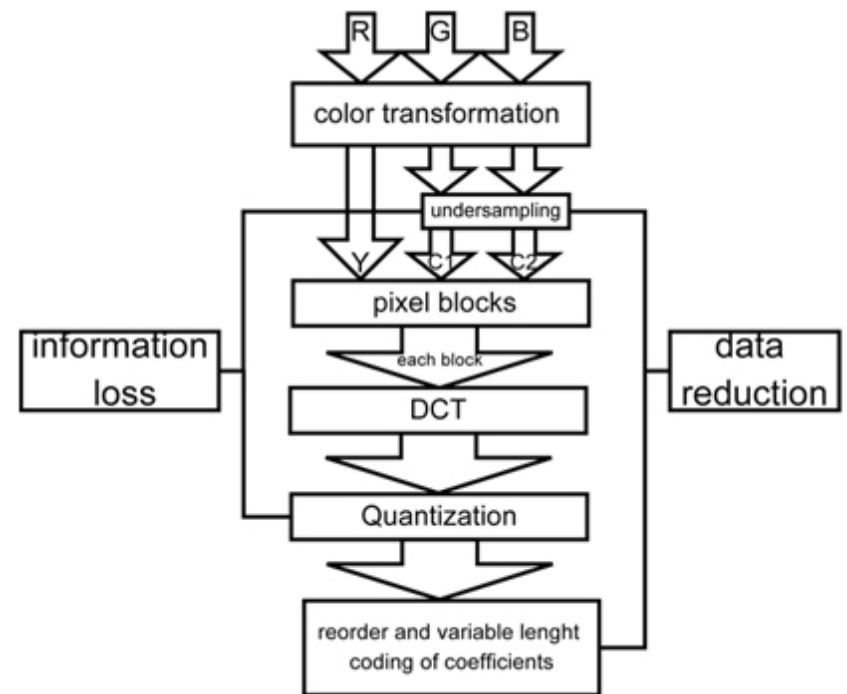 R G B
color transformation
undersampling
Y C1 C2
pixel blocks
information
loss
each block
data
reduction
DCT
Quantization
reorder and variable lenght
coding of coefficients